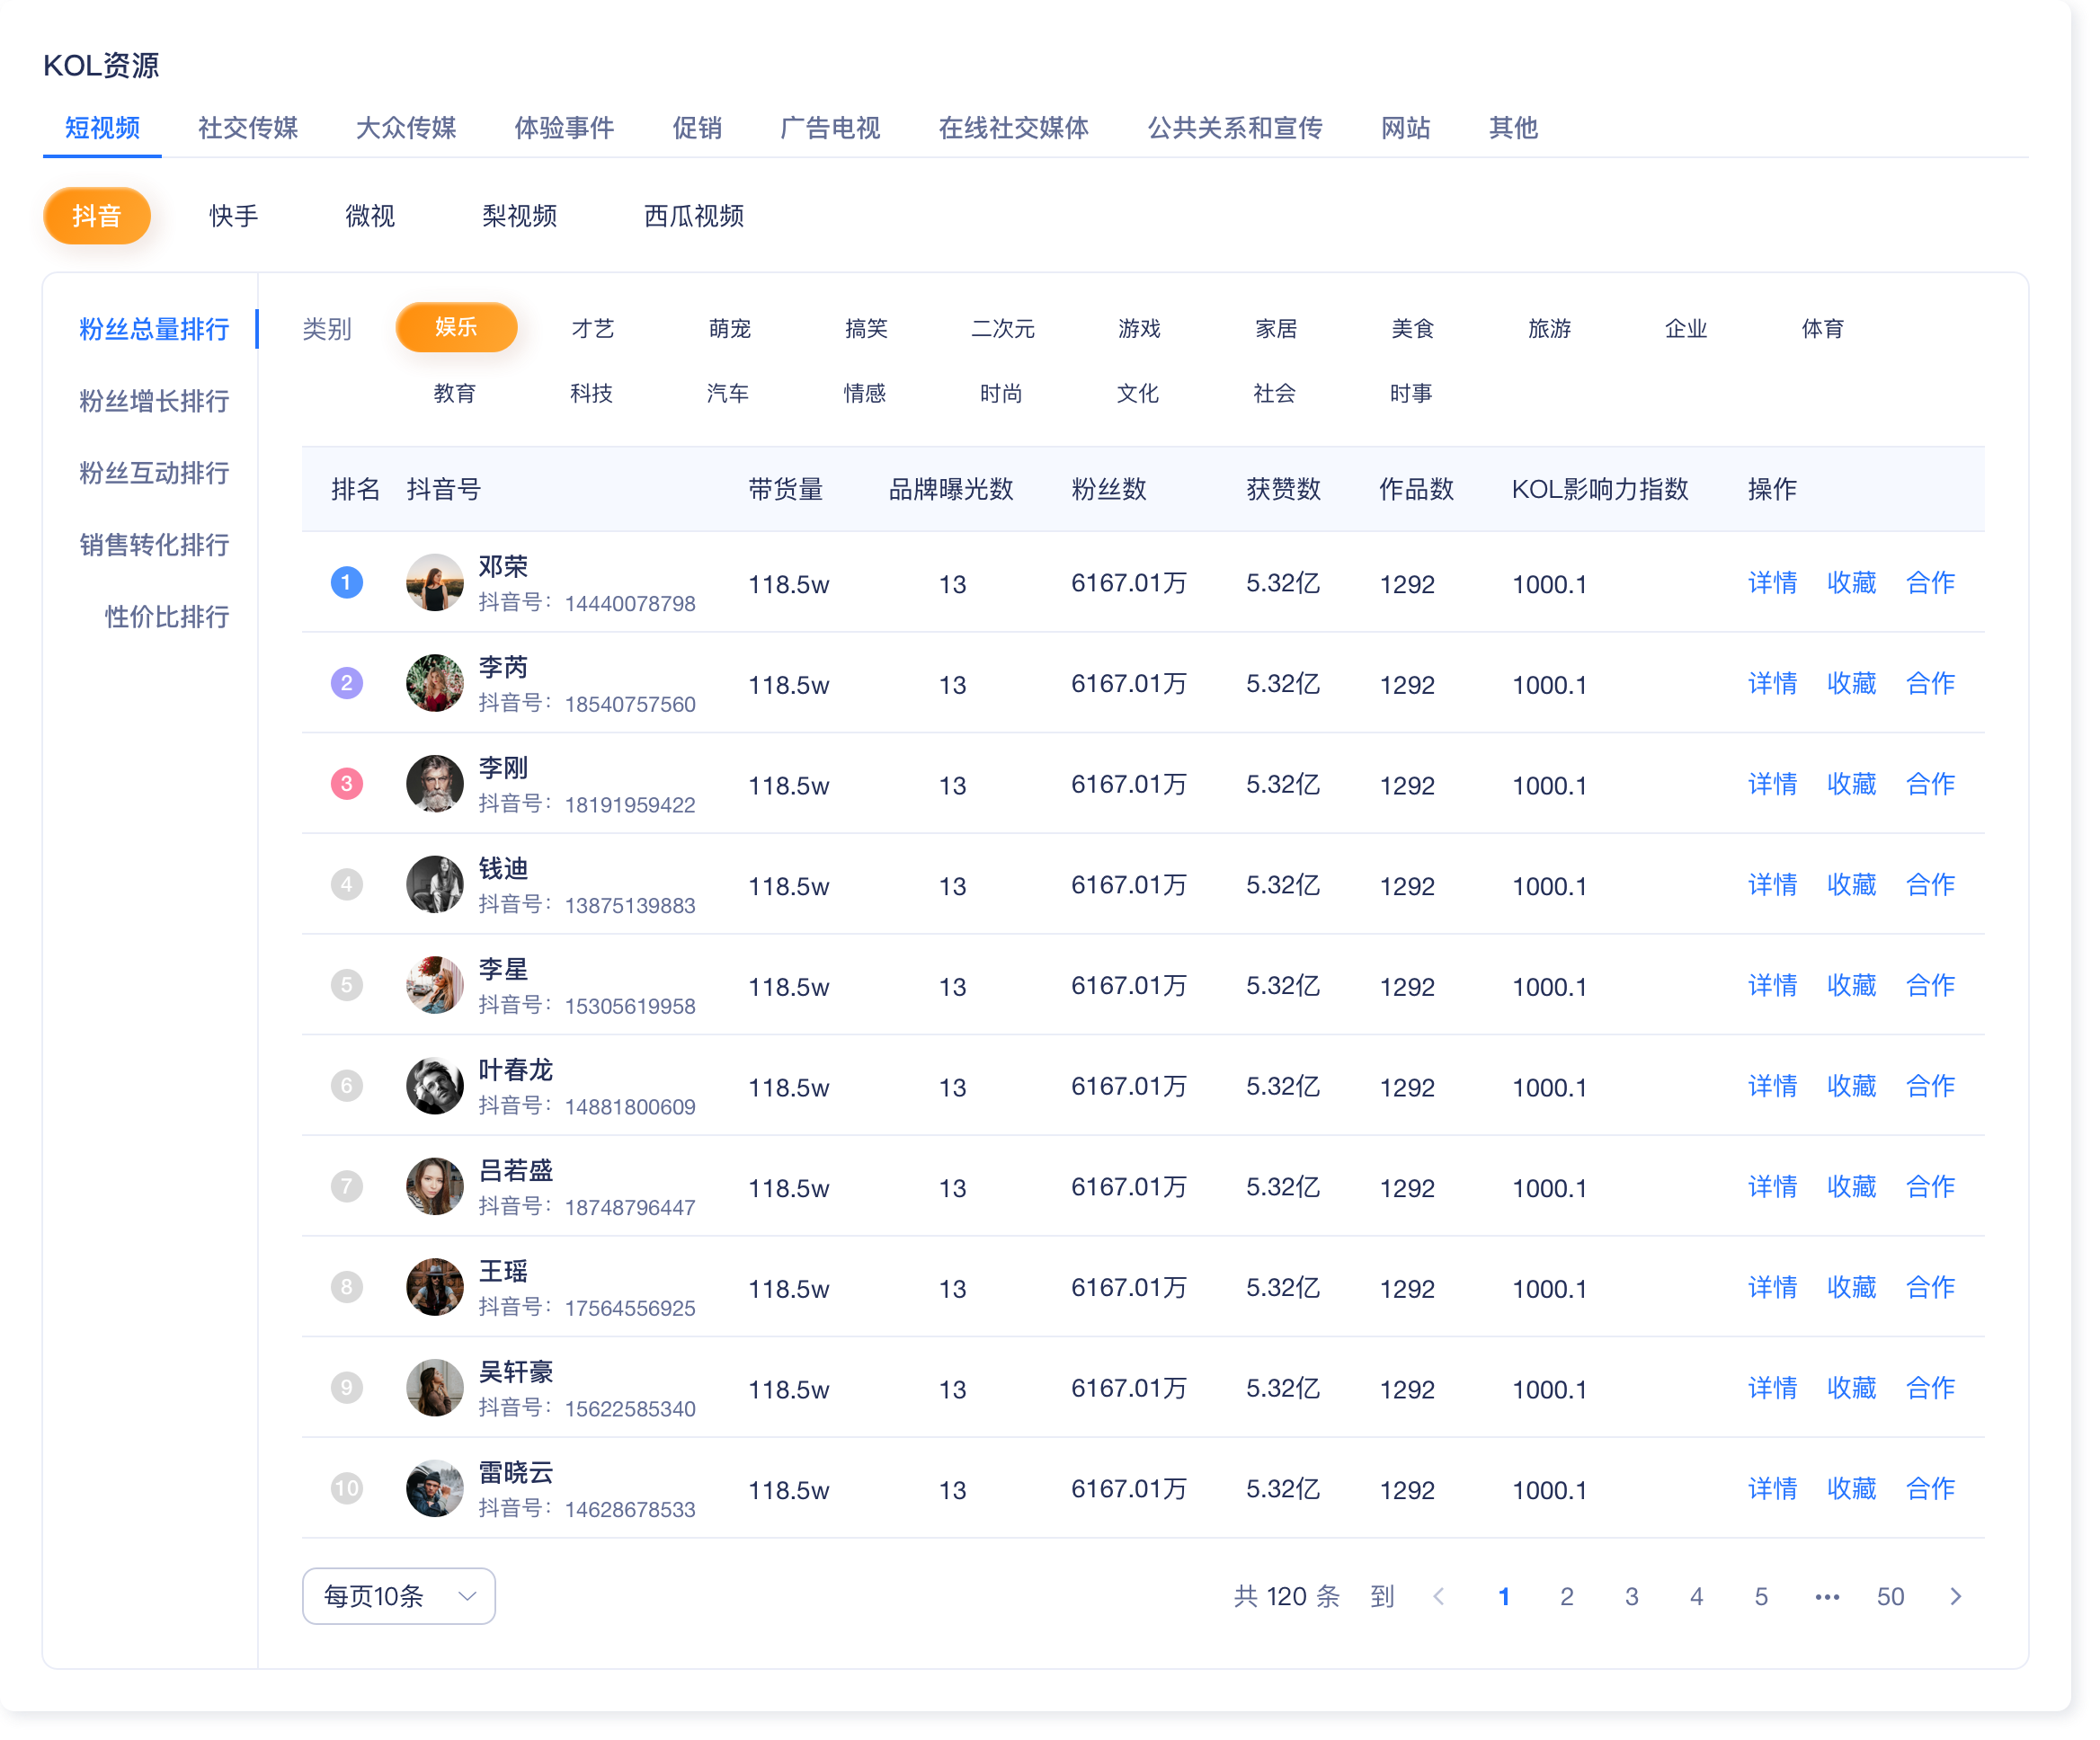 KOL资源
短视频 社交传媒 大众传媒 体验事件 促销 广告电视 在线社交媒体 公共关系和宣传 网站 其他
抖音 快手 微视 梨视频 西瓜视频
粉丝总量排行
粉丝增长排行
粉丝互动排行
销售转化排行
性价比排行
类别 娱乐 才艺 萌宠 搞笑 二次元 游戏 家居 美食 旅游 企业 体育
教育 科技 汽车 情感 时尚 文化 社会 时事
排名 抖音号 带货量 品牌曝光数 粉丝数 获赞数 作品数 KOL影响力指数 操作
1 邓荣 118.5w 13 6167.01万 5.32亿 1292 1000.1 详情 收藏 合作
抖音号：14440078798
2 李芮 118.5w 13 6167.01万 5.32亿 1292 1000.1 详情 收藏 合作
抖音号：18540757560
3 李刚 118.5w 13 6167.01万 5.32亿 1292 1000.1 详情 收藏 合作
抖音号：18191959422
4 钱迪 118.5w 13 6167.01万 5.32亿 1292 1000.1 详情 收藏 合作
抖音号：13875139883
5 李星 118.5w 13 6167.01万 5.32亿 1292 1000.1 详情 收藏 合作
抖音号：15305619958
6 叶春龙 118.5w 13 6167.01万 5.32亿 1292 1000.1 详情 收藏 合作
抖音号：14881800609
7 吕若盛 118.5w 13 6167.01万 5.32亿 1292 1000.1 详情 收藏 合作
抖音号：18748796447
8 王瑶 118.5w 13 6167.01万 5.32亿 1292 1000.1 详情 收藏 合作
抖音号：17564556925
9 吴轩豪 118.5w 13 6167.01万 5.32亿 1292 1000.1 详情 收藏 合作
抖音号：15622585340
10 雷晓云 118.5w 13 6167.01万 5.32亿 1292 1000.1 详情 收藏 合作
抖音号：14628678533
每页10条 共 120 条 到 1 2 3 4 5 ••• 50